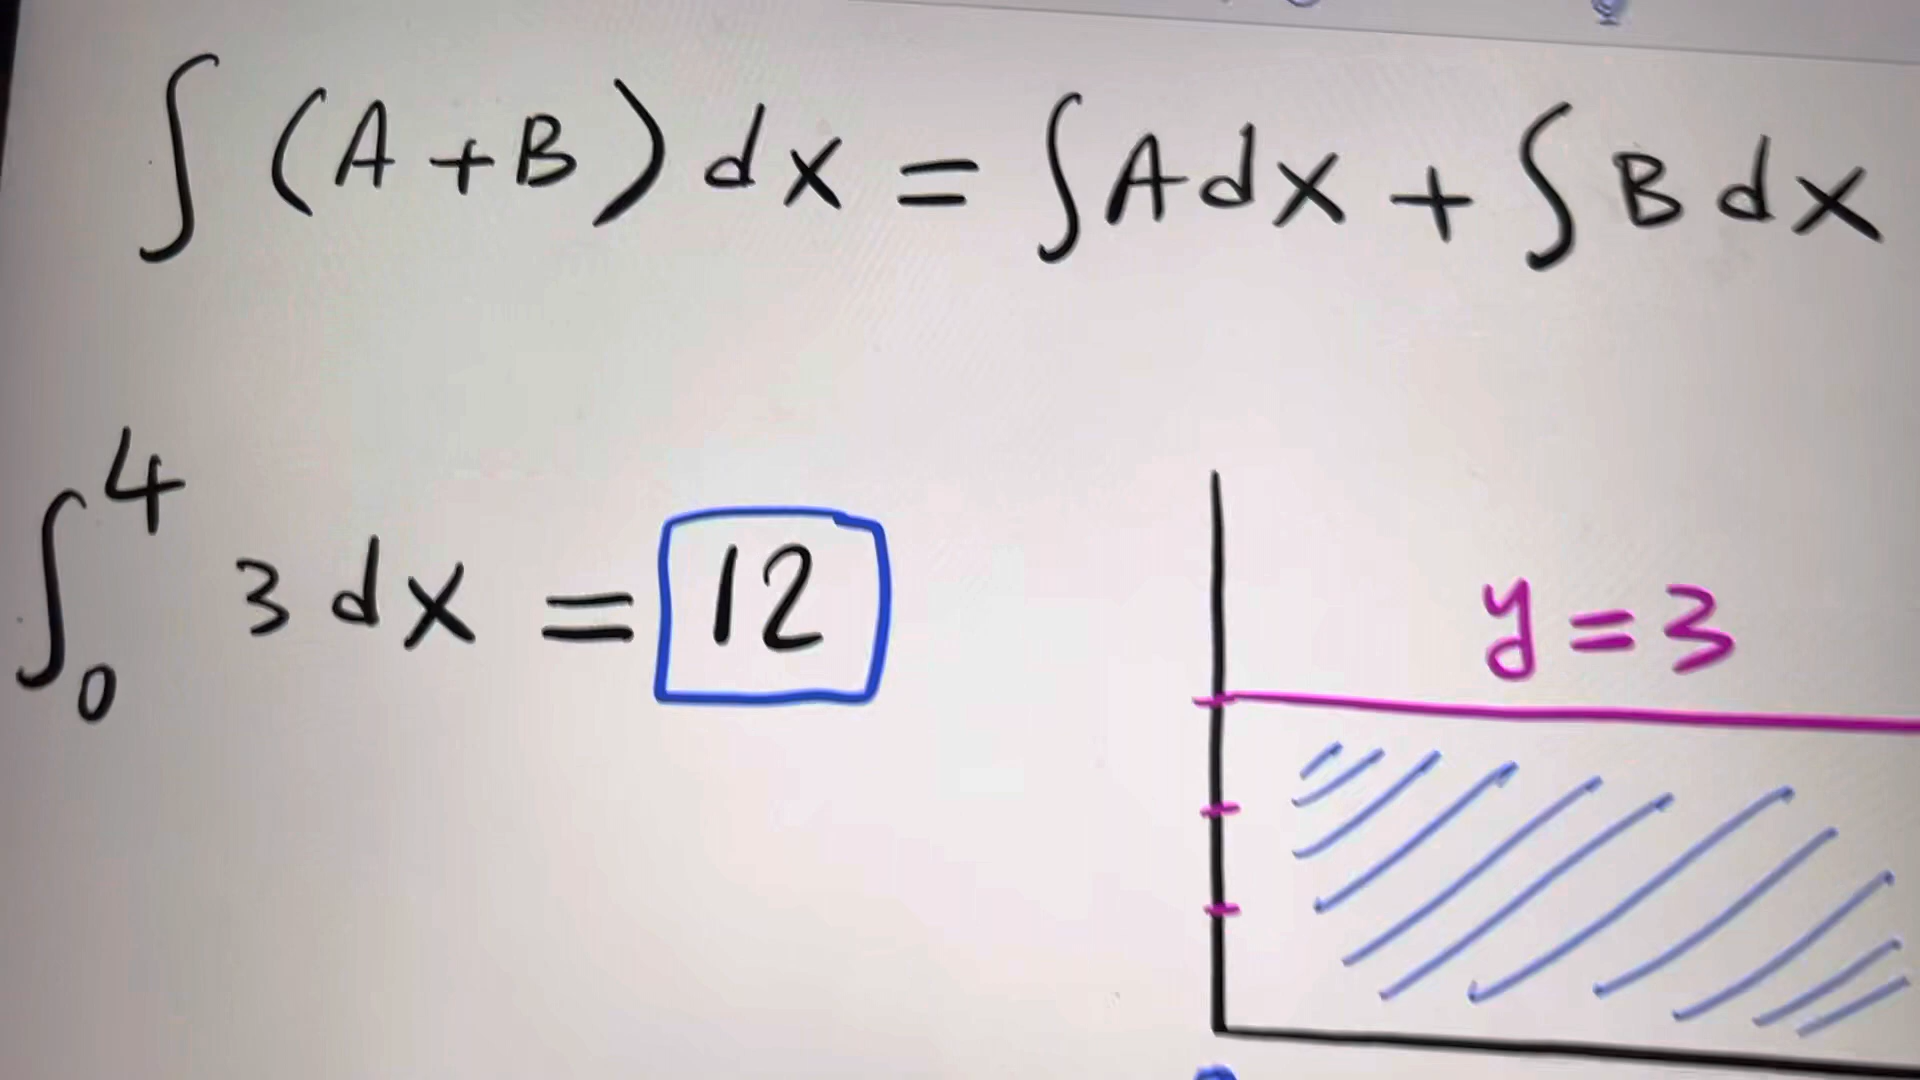 ∫ (A + B) dx = ∫ A dx + ∫ B dx
∫₀⁴ 3 dx = 12
y = 3